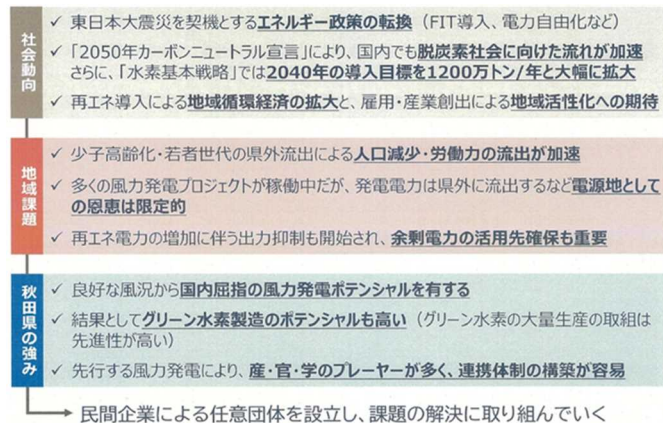 社会動向
✓ 東日本大震災を契機とするエネルギー政策の転換（FIT導入、電力自由化など）
✓ 「2050年カーボンニュートラル宣言」により、国内でも脱炭素社会に向けた流れが加速
さらに、「水素基本戦略」では2040年の導入目標を1200万トン/年と大幅に拡大
✓ 再エネ導入による地域循環経済の拡大と、雇用・産業創出による地域活性化への期待
地域課題
✓ 少子高齢化・若者世代の県外流出による人口減少・労働力の流出が加速
✓ 多くの風力発電プロジェクトが稼働中だが、発電電力は県外に流出するなど電源地として
の恩恵は限定的
✓ 再エネ電力の増加に伴う出力抑制も開始され、余剰電力の活用先確保も重要
秋田県の強み
✓ 良好な風況から国内屈指の風力発電ポテンシャルを有する
✓ 結果としてグリーン水素製造のポテンシャルも高い（グリーン水素の大量生産の取組は
先進性が高い）
✓ 先行する風力発電により、産・官・学のプレーヤーが多く、連携体制の構築が容易
民間企業による任意団体を設立し、課題の解決に取り組んでいく